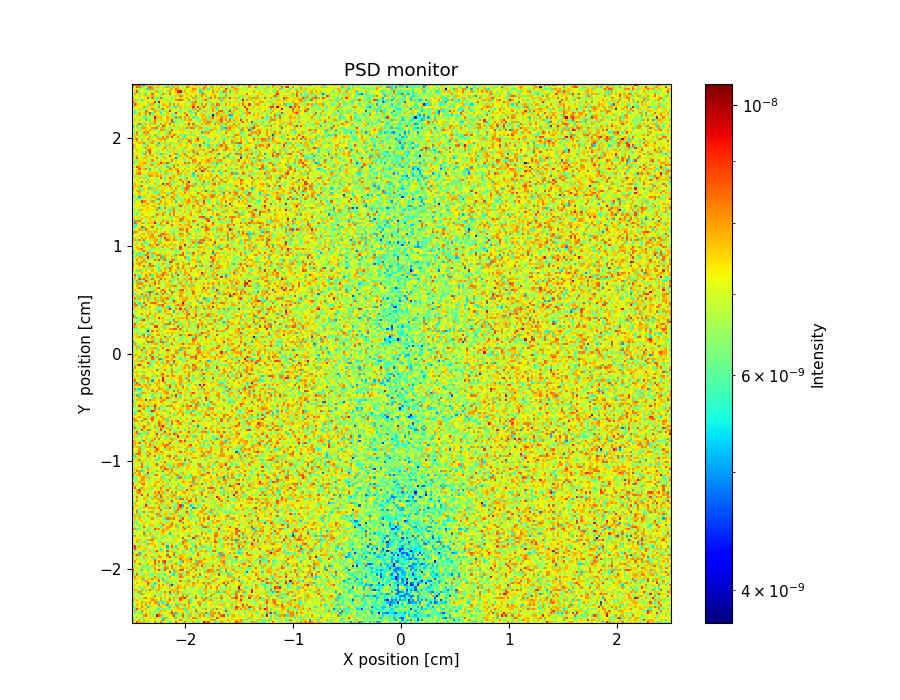 PSD monitor
2
1
0
−1
−2
Y position [cm]
−2 −1 0 1 2
X position [cm]
10⁻⁸
6 × 10⁻⁹
4 × 10⁻⁹
Intensity